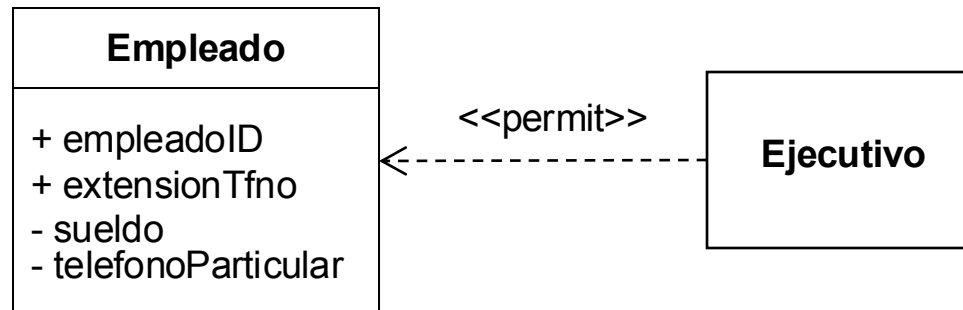 Empleado
+ empleadoID
+ extensionTfno
- sueldo
- telefonoParticular
<<permit>>
Ejecutivo